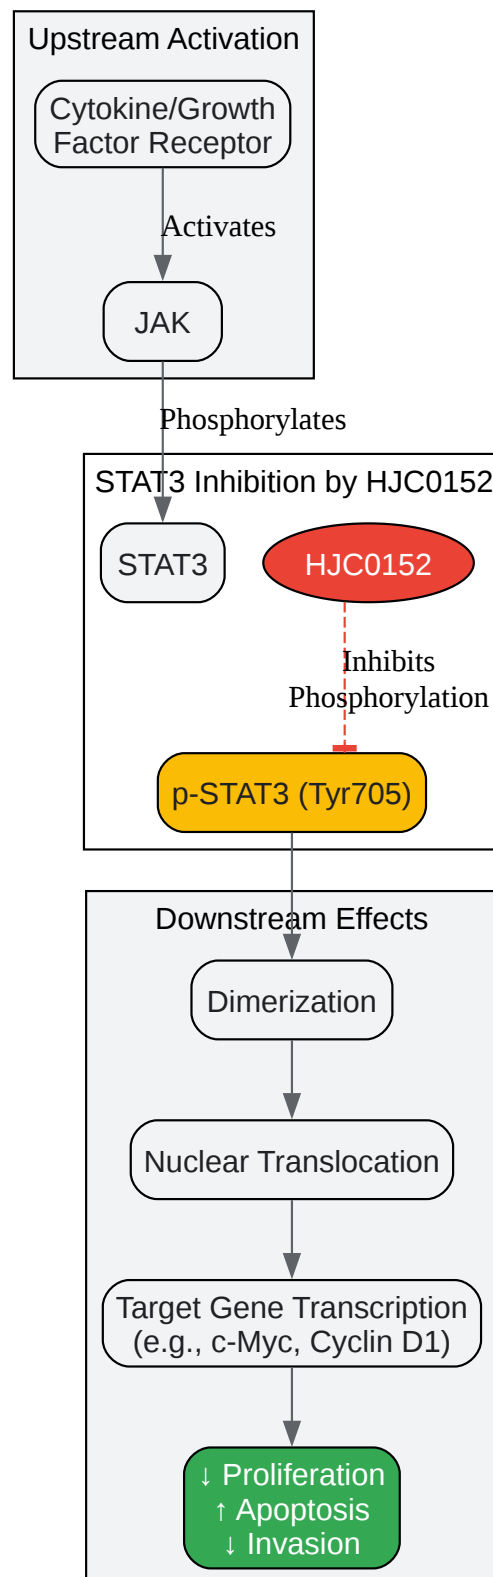 Upstream Activation
Cytokine/Growth
Factor Receptor
Activates
JAK
Phosphorylates
STAT3 Inhibition by HJC0152
STAT3
HJC0152
Inhibits
Phosphorylation
p-STAT3 (Tyr705)
Downstream Effects
Dimerization
Nuclear Translocation
Target Gene Transcription
(e.g., c-Myc, Cyclin D1)
↓ Proliferation
↑ Apoptosis
↓ Invasion